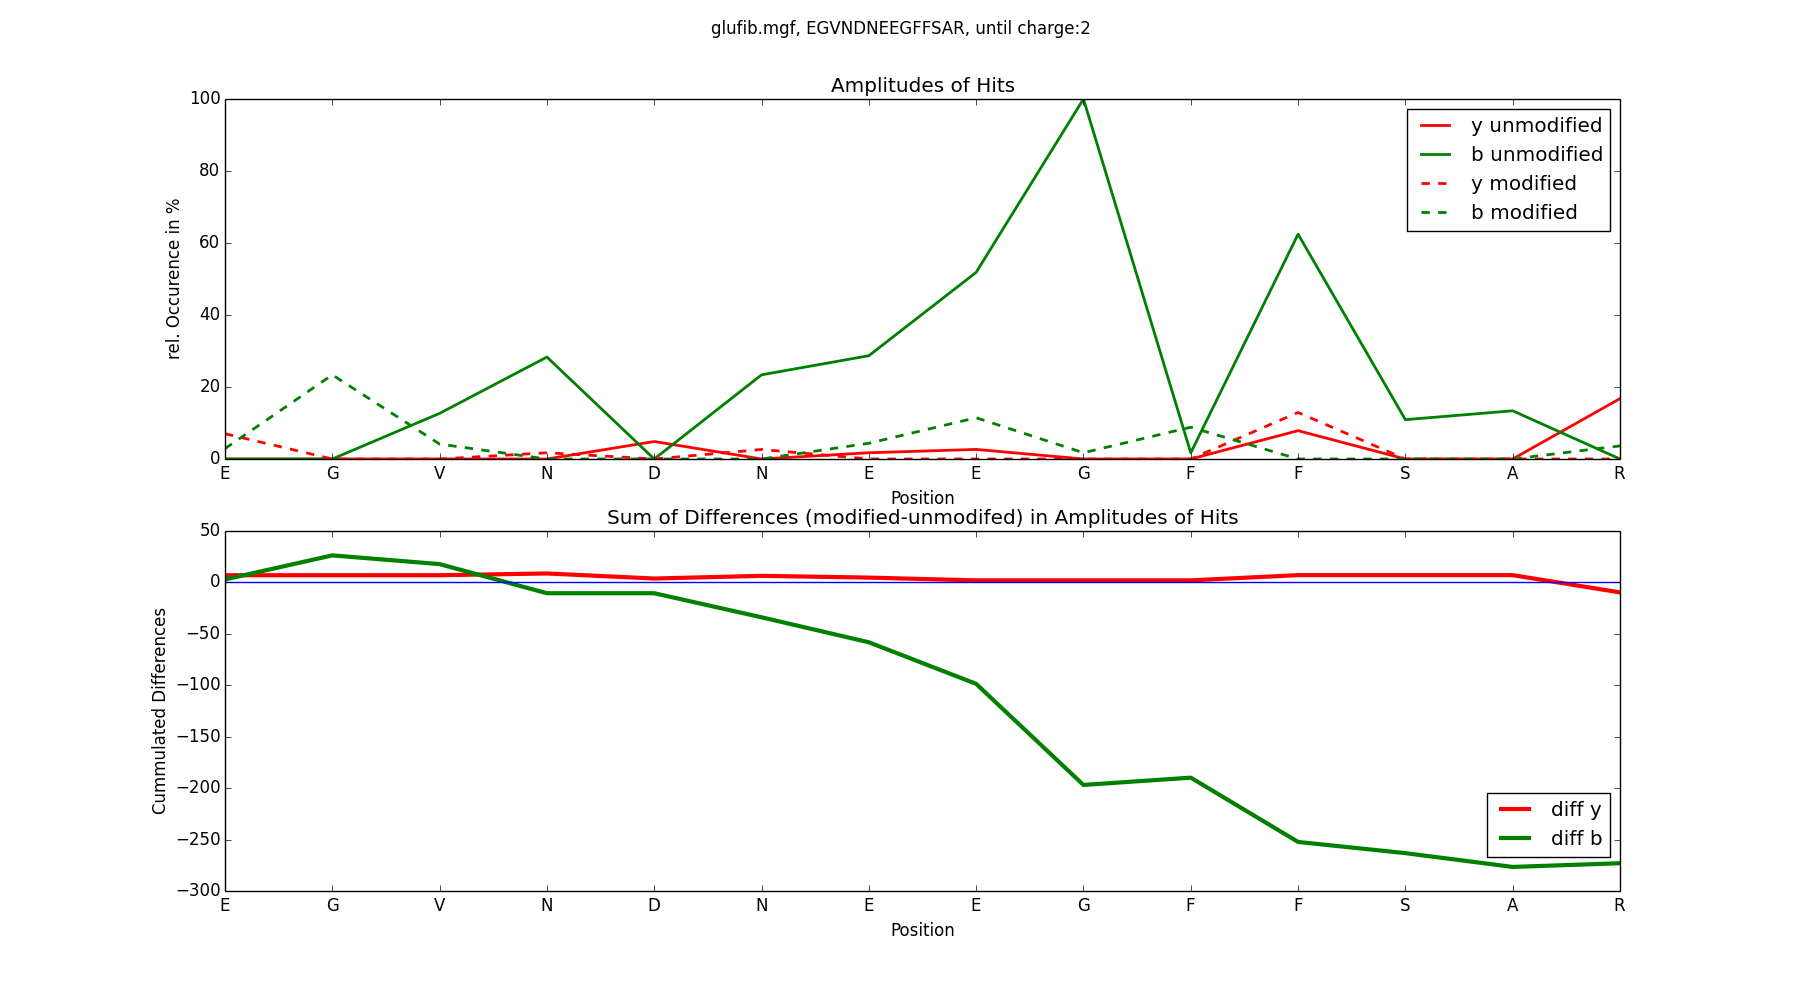 glufib.mgf, EGVNDNEEGFFSAR, until charge:2
Amplitudes of Hits
100
80
60
40
20
0
rel. Occurence in %
y unmodified
b unmodified
y modified
b modified
E G V N D N E E G F F S A R
Position
Sum of Differences (modified-unmodifed) in Amplitudes of Hits
50
0
−50
−100
−150
−200
−250
−300
Cummulated Differences
diff y
diff b
E G V N D N E E G F F S A R
Position